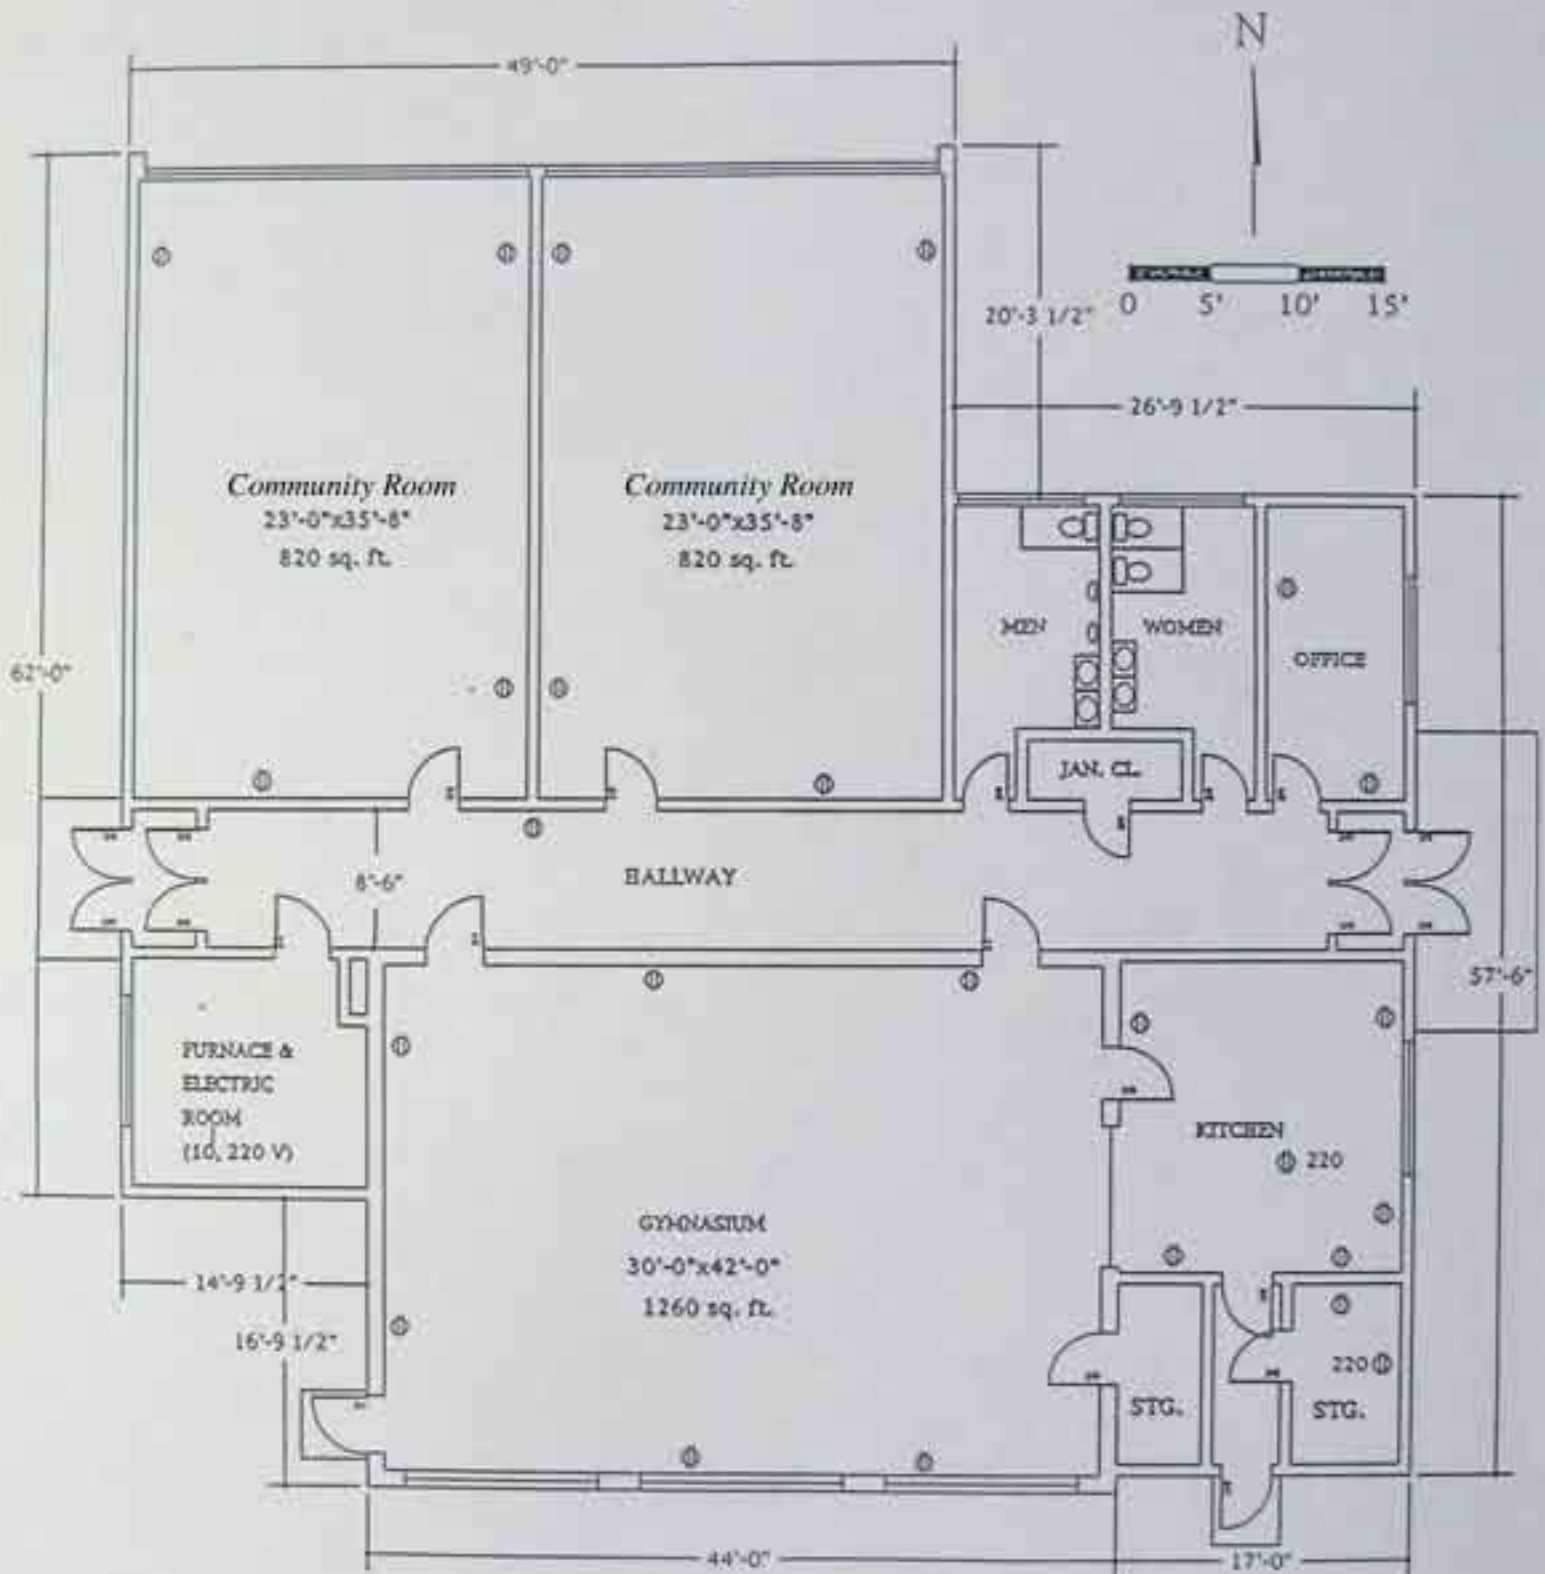 N
49'-0"
20'-3 1/2"
0 5' 10' 15'
26'-9 1/2"
Community Room
23'-0"x35'-8"
820 sq. ft.
Community Room
23'-0"x35'-8"
820 sq. ft.
MEN
WOMEN
OFFICE
62'-0"
JAN. CL.
8'-6"
HALLWAY
57'-6"
FURNACE &
ELECTRIC
ROOM
(10, 220 V)
KITCHEN
220
GYMNASIUM
30'-0"x42'-0"
1260 sq. ft.
14'-9 1/2"
16'-9 1/2"
220
STG.
STG.
44'-0"
17'-0"